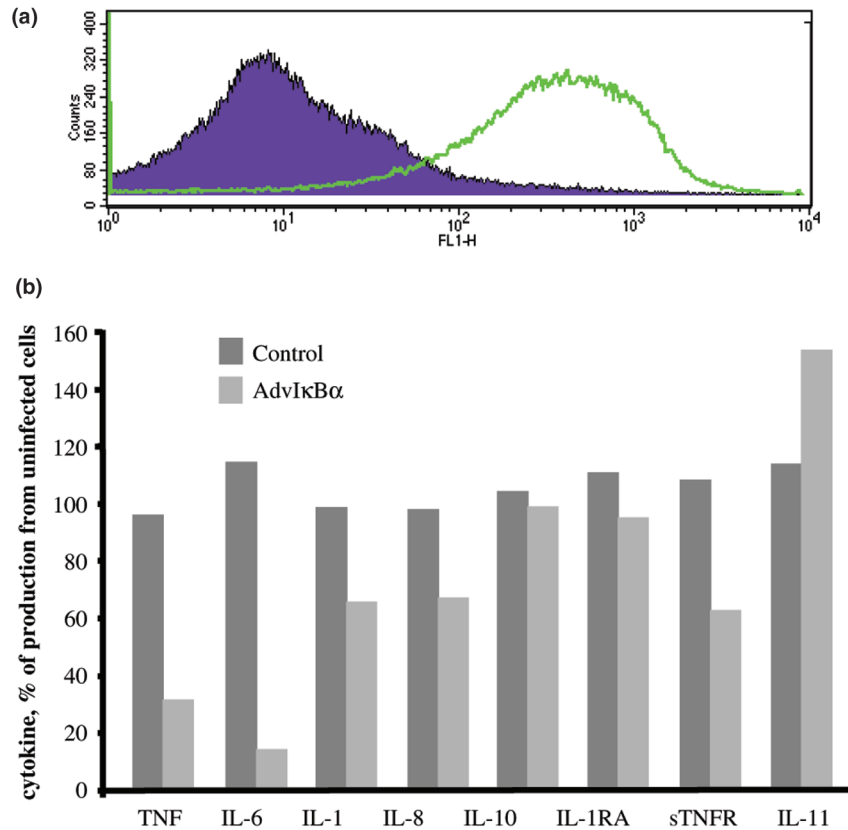 (a)
400
320
240
160
80
0
Counts
10⁰
10¹
10²
10³
10⁴
FL1-H
(b)
cytokine, % of production from uninfected cells
160
140
120
100
80
60
40
20
0
Control
AdvIκBα
TNF IL-6 IL-1 IL-8 IL-10 IL-1RA sTNFR IL-11